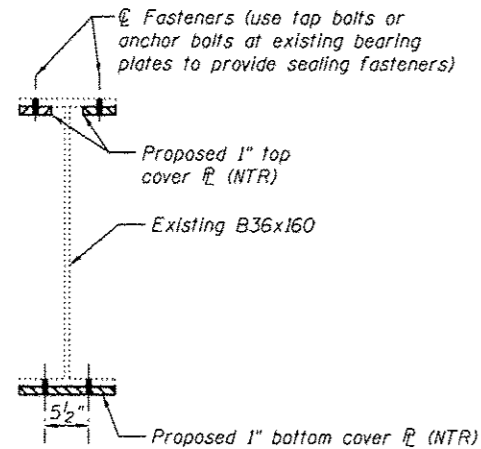 ℄ Fasteners (use tap bolts or
anchor bolts at existing bearing
plates to provide sealing fasteners)
Proposed 1" top
cover ⅊ (NTR)
Existing B36x160
5½"
Proposed 1" bottom cover ⅊ (NTR)